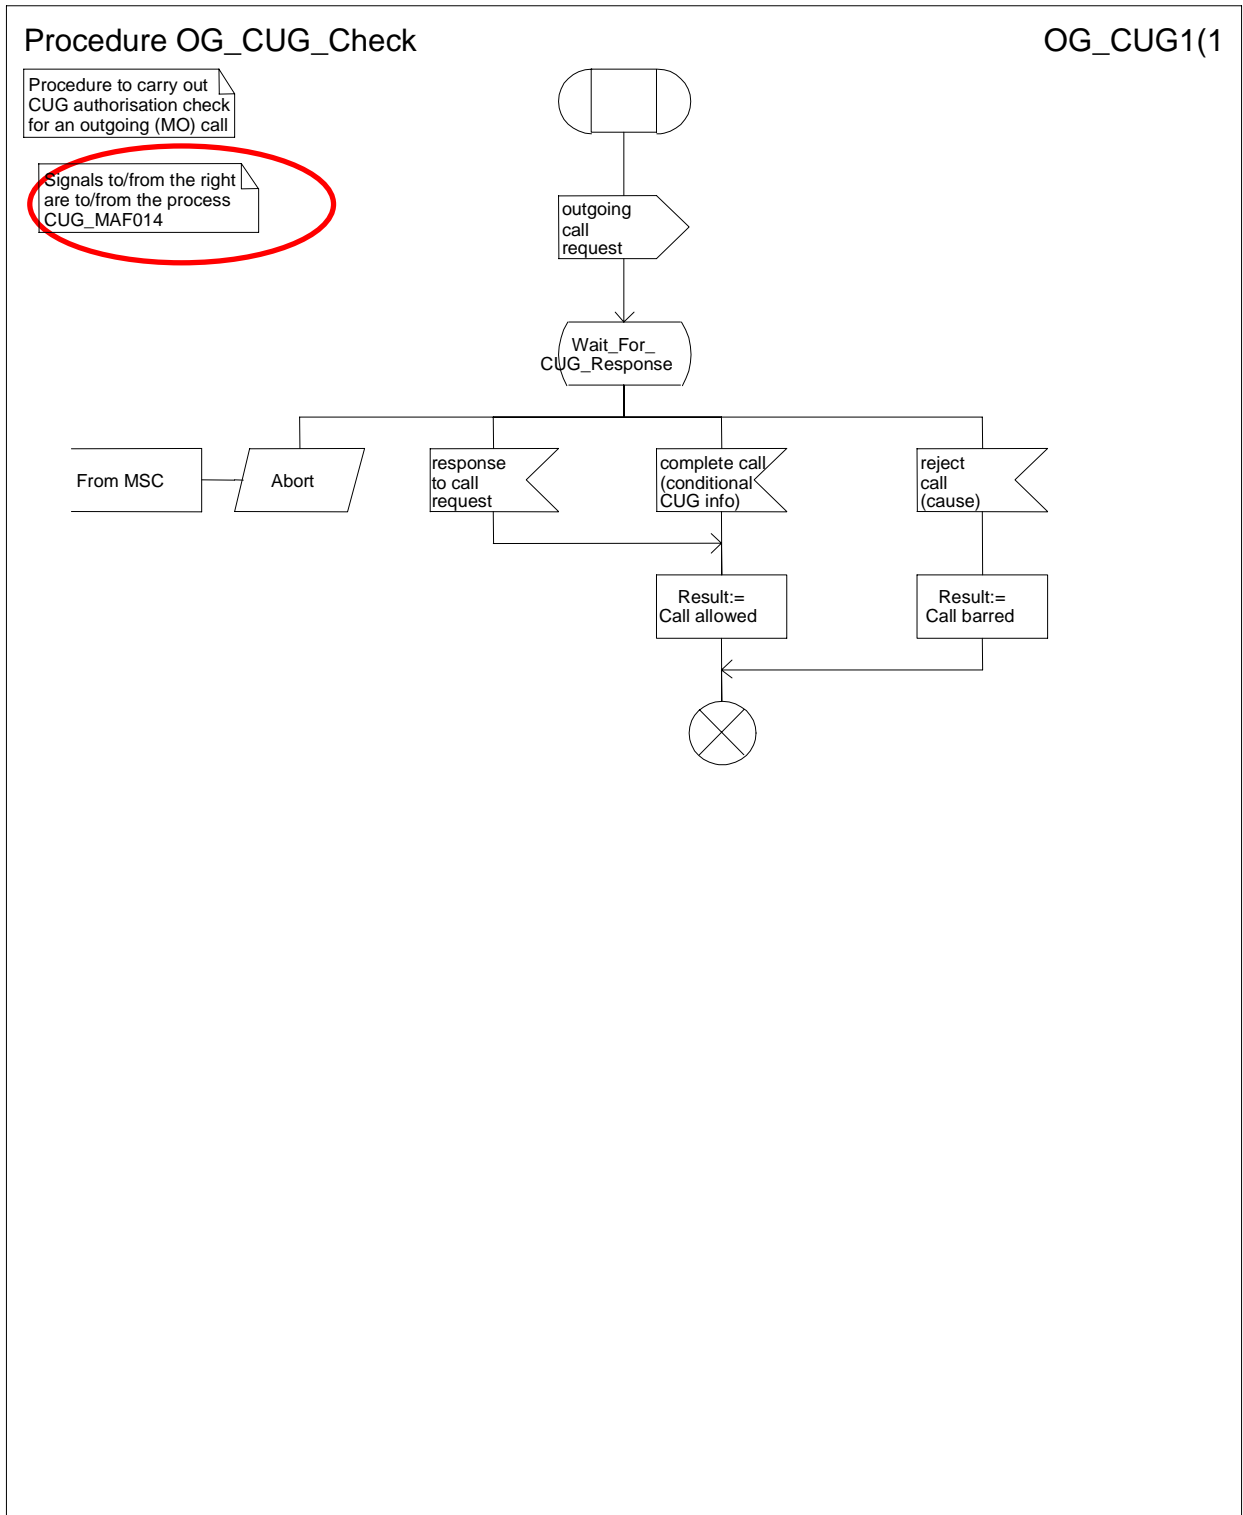 Procedure OG_CUG_Check
OG_CUG1(1
Procedure to carry out
CUG authorisation check
for an outgoing (MO) call
Signals to/from the right
are to/from the process
CUG_MAF014
outgoing
call
request
Wait_For_
CUG_Response
From MSC
Abort
response
to call
request
complete call
(conditional
CUG info)
reject
call
(cause)
Result:=
Call allowed
Result:=
Call barred